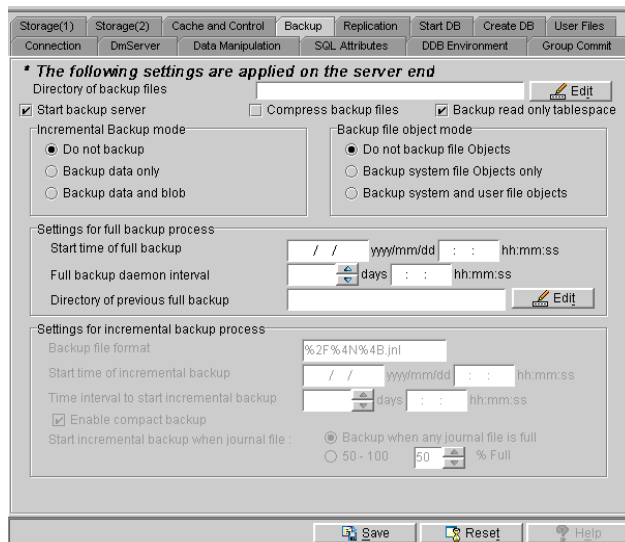 Storage(1) Storage(2) Cache and Control Backup Replication Start DB Create DB User Files
Connection DmServer Data Manipulation SQL Attributes DDB Environment Group Commit
* The following settings are applied on the server end
Directory of backup files Edit
Start backup server Compress backup files Backup read only tablespace
Incremental Backup mode Backup file object mode
Do not backup Do not backup file Objects
Backup data only Backup system file Objects only
Backup data and blob Backup system and user file objects
Settings for full backup process
Start time of full backup / / yyyy/mm/dd : : hh:mm:ss
Full backup daemon interval days : : hh:mm:ss
Directory of previous full backup Edit
Settings for incremental backup process
Backup file format %2F%4N%4B.jnl
Start time of incremental backup / / yyyy/mm/dd : : hh:mm:ss
Time interval to start incremental backup days : : hh:mm:ss
Enable compact backup
Start incremental backup when journal file : Backup when any journal file is full
50 - 100 50 % Full
Save Reset Help